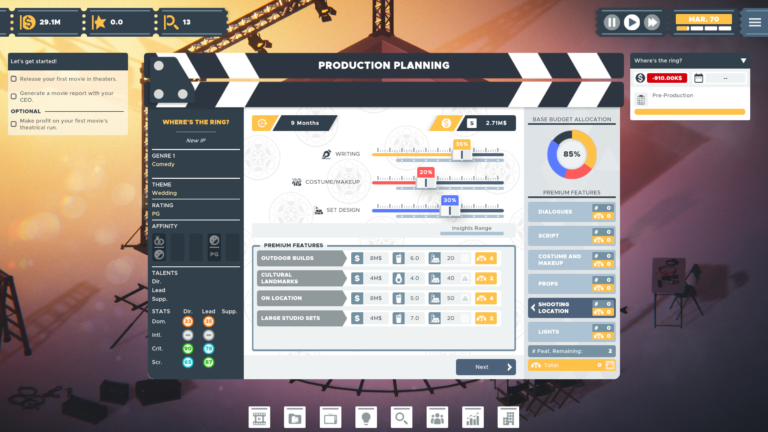 29.1M
0.0
13
MAR. 70
Let's get started!
Release your first movie in theaters.
Generate a movie report with your CEO.
OPTIONAL
Make profit on your first movie's theatrical run.
PRODUCTION PLANNING
Where's the ring?
-910.00K$
--
Pre-Production
WHERE'S THE RING?
New IP
GENRE 1
Comedy
THEME
Wedding
RATING
PG
AFFINITY
PG
TALENTS
Dir.
Lead
Supp.
STATS Dir. Lead Supp.
Dom.
Intl.
Crit. 90
Scr.
9 Months
2.71M$
WRITING 35%
COSTUME/MAKEUP 20%
SET DESIGN 30%
Insights Range
PREMIUM FEATURES
OUTDOOR BUILDS 8M$ 6.0 20 4
CULTURAL LANDMARKS 4M$ 4.0 40 2
ON LOCATION 8M$ 5.0 50 4
LARGE STUDIO SETS 4M$ 7.0 20 2
Next
BASE BUDGET ALLOCATION
85%
PREMIUM FEATURES
DIALOGUES # 0 0
SCRIPT # 0 0
COSTUME AND MAKEUP # 0 0
PROPS # 0 0
SHOOTING LOCATION # 0 0
LIGHTS # 0 0
# Feat. Remaining: 2
Total: 0